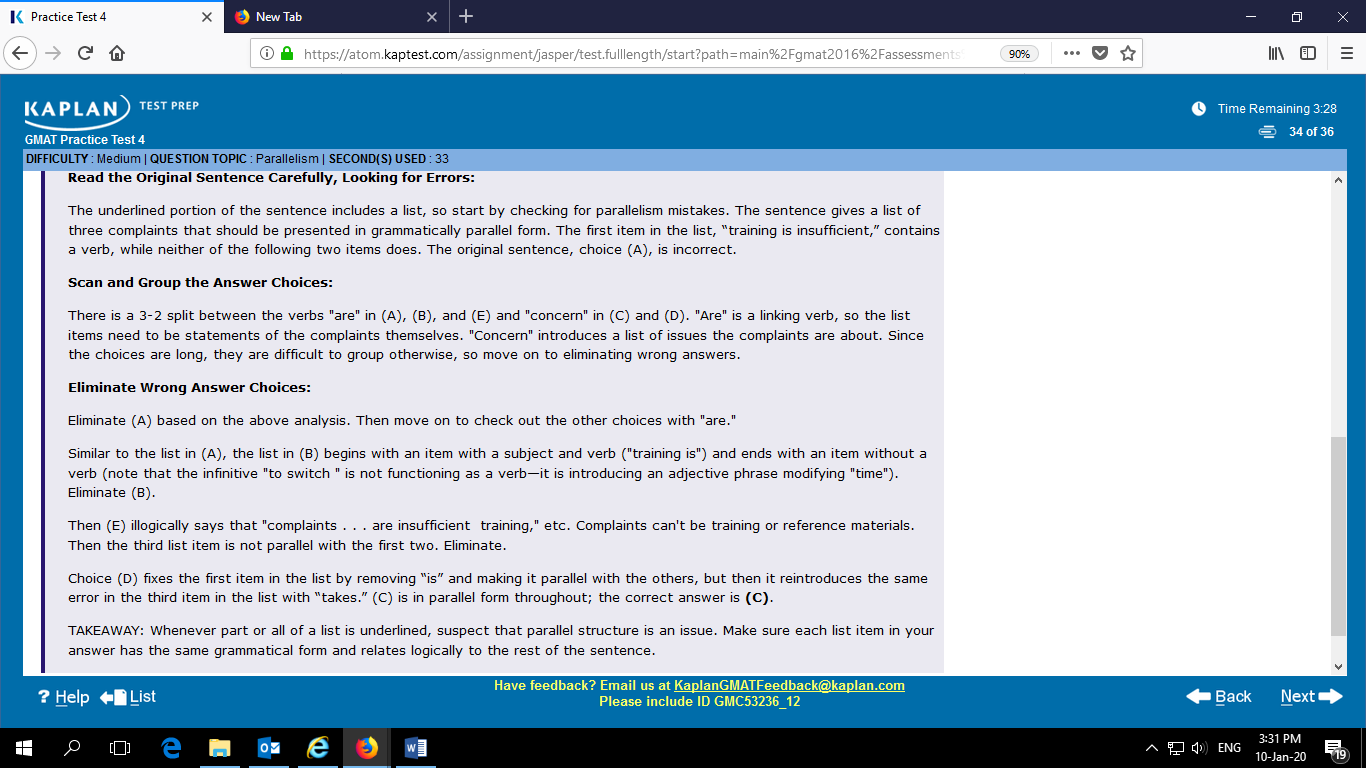 Practice Test 4
New Tab
https://atom.kaptest.com/assignment/jasper/test.fulllength/start?path=main%2Fgmat2016%2Fassessments
90%
KAPLAN TEST PREP
Time Remaining 3:28
GMAT Practice Test 4
34 of 36
DIFFICULTY : Medium | QUESTION TOPIC : Parallelism | SECOND(S) USED : 33
Read the Original Sentence Carefully, Looking for Errors:
The underlined portion of the sentence includes a list, so start by checking for parallelism mistakes. The sentence gives a list of
three complaints that should be presented in grammatically parallel form. The first item in the list, “training is insufficient,” contains
a verb, while neither of the following two items does. The original sentence, choice (A), is incorrect.
Scan and Group the Answer Choices:
There is a 3-2 split between the verbs "are" in (A), (B), and (E) and "concern" in (C) and (D). "Are" is a linking verb, so the list
items need to be statements of the complaints themselves. "Concern" introduces a list of issues the complaints are about. Since
the choices are long, they are difficult to group otherwise, so move on to eliminating wrong answers.
Eliminate Wrong Answer Choices:
Eliminate (A) based on the above analysis. Then move on to check out the other choices with "are."
Similar to the list in (A), the list in (B) begins with an item with a subject and verb ("training is") and ends with an item without a
verb (note that the infinitive "to switch " is not functioning as a verb—it is introducing an adjective phrase modifying "time").
Eliminate (B).
Then (E) illogically says that "complaints . . . are insufficient  training," etc. Complaints can't be training or reference materials.
Then the third list item is not parallel with the first two. Eliminate.
Choice (D) fixes the first item in the list by removing “is” and making it parallel with the others, but then it reintroduces the same
error in the third item in the list with “takes.” (C) is in parallel form throughout; the correct answer is (C).
TAKEAWAY: Whenever part or all of a list is underlined, suspect that parallel structure is an issue. Make sure each list item in your
answer has the same grammatical form and relates logically to the rest of the sentence.
? Help List
Have feedback? Email us at KaplanGMATFeedback@kaplan.com
Please include ID GMC53236_12
Back Next
ENG
3:31 PM
10-Jan-20
19